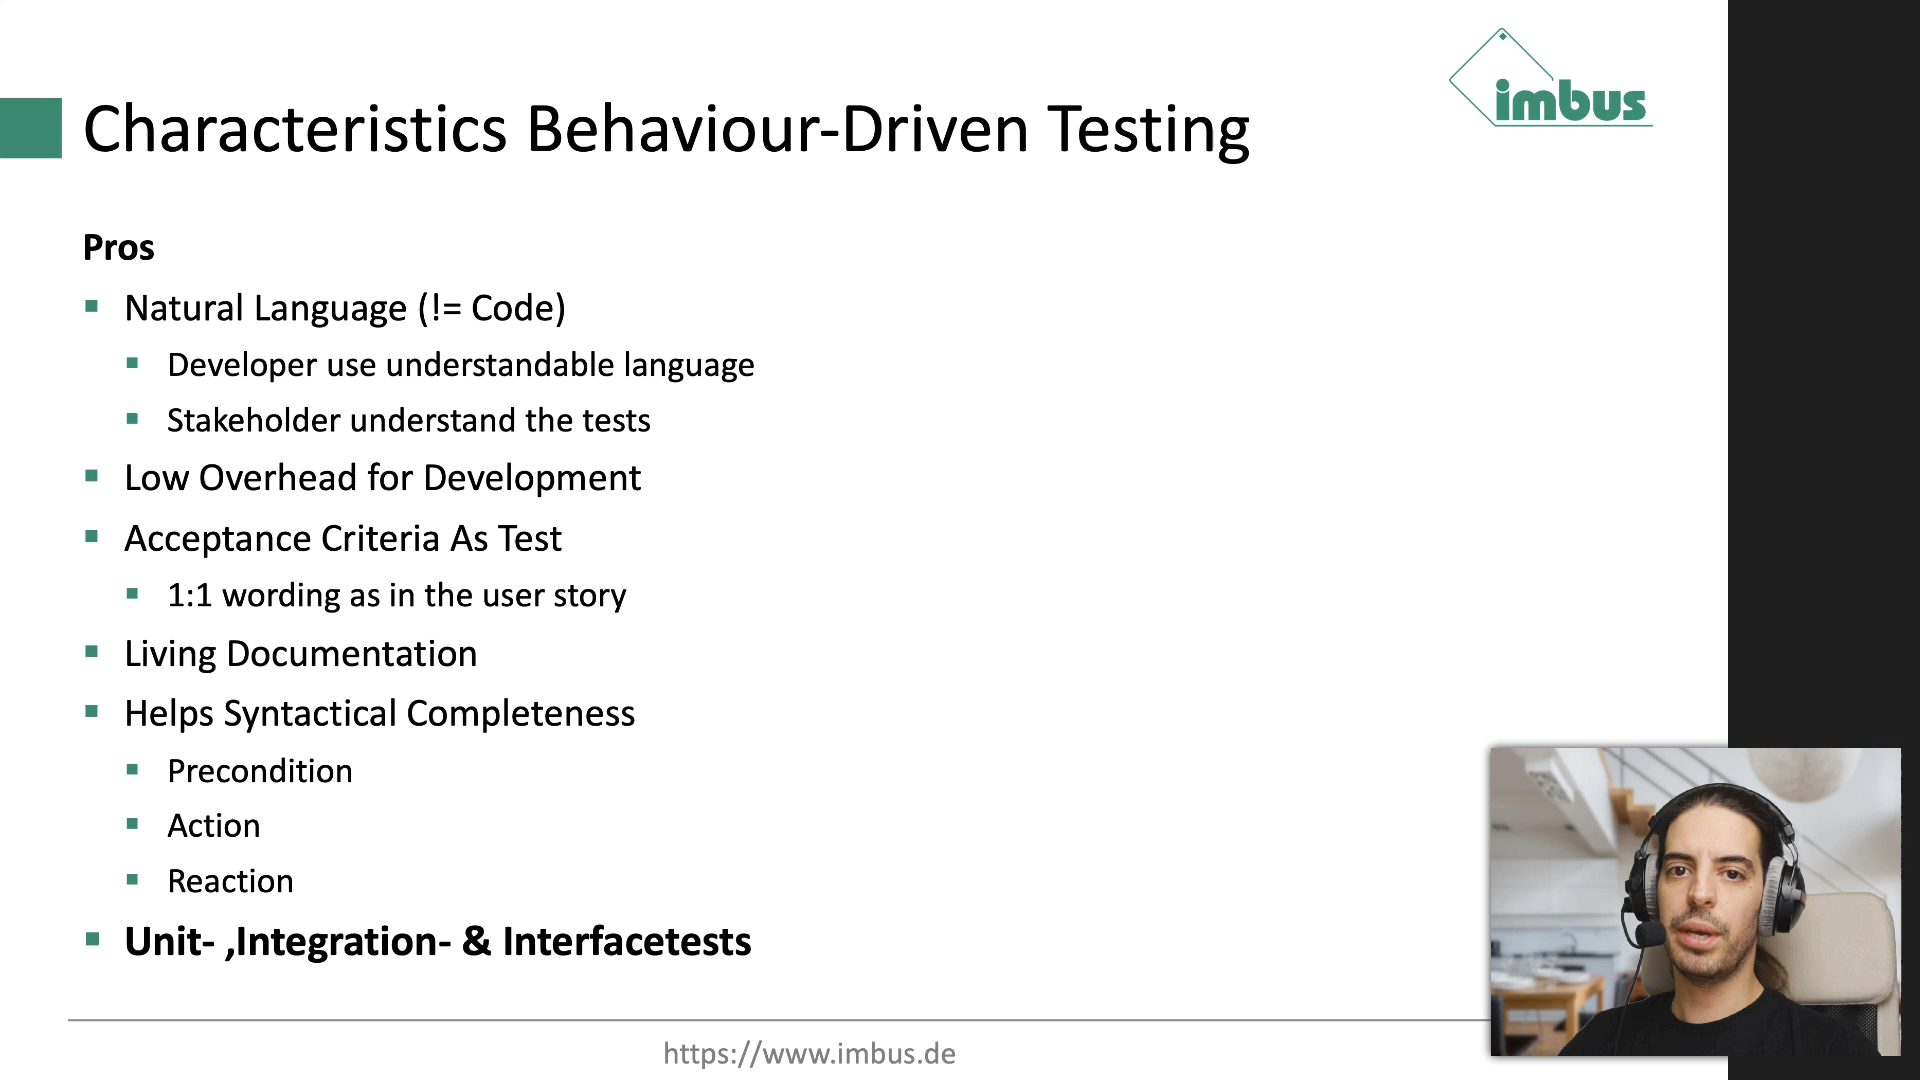 imbus
Characteristics Behaviour-Driven Testing
Pros
Natural Language (!= Code)
Developer use understandable language
Stakeholder understand the tests
Low Overhead for Development
Acceptance Criteria As Test
1:1 wording as in the user story
Living Documentation
Helps Syntactical Completeness
Precondition
Action
Reaction
Unit- ,Integration- & Interfacetests
https://www.imbus.de